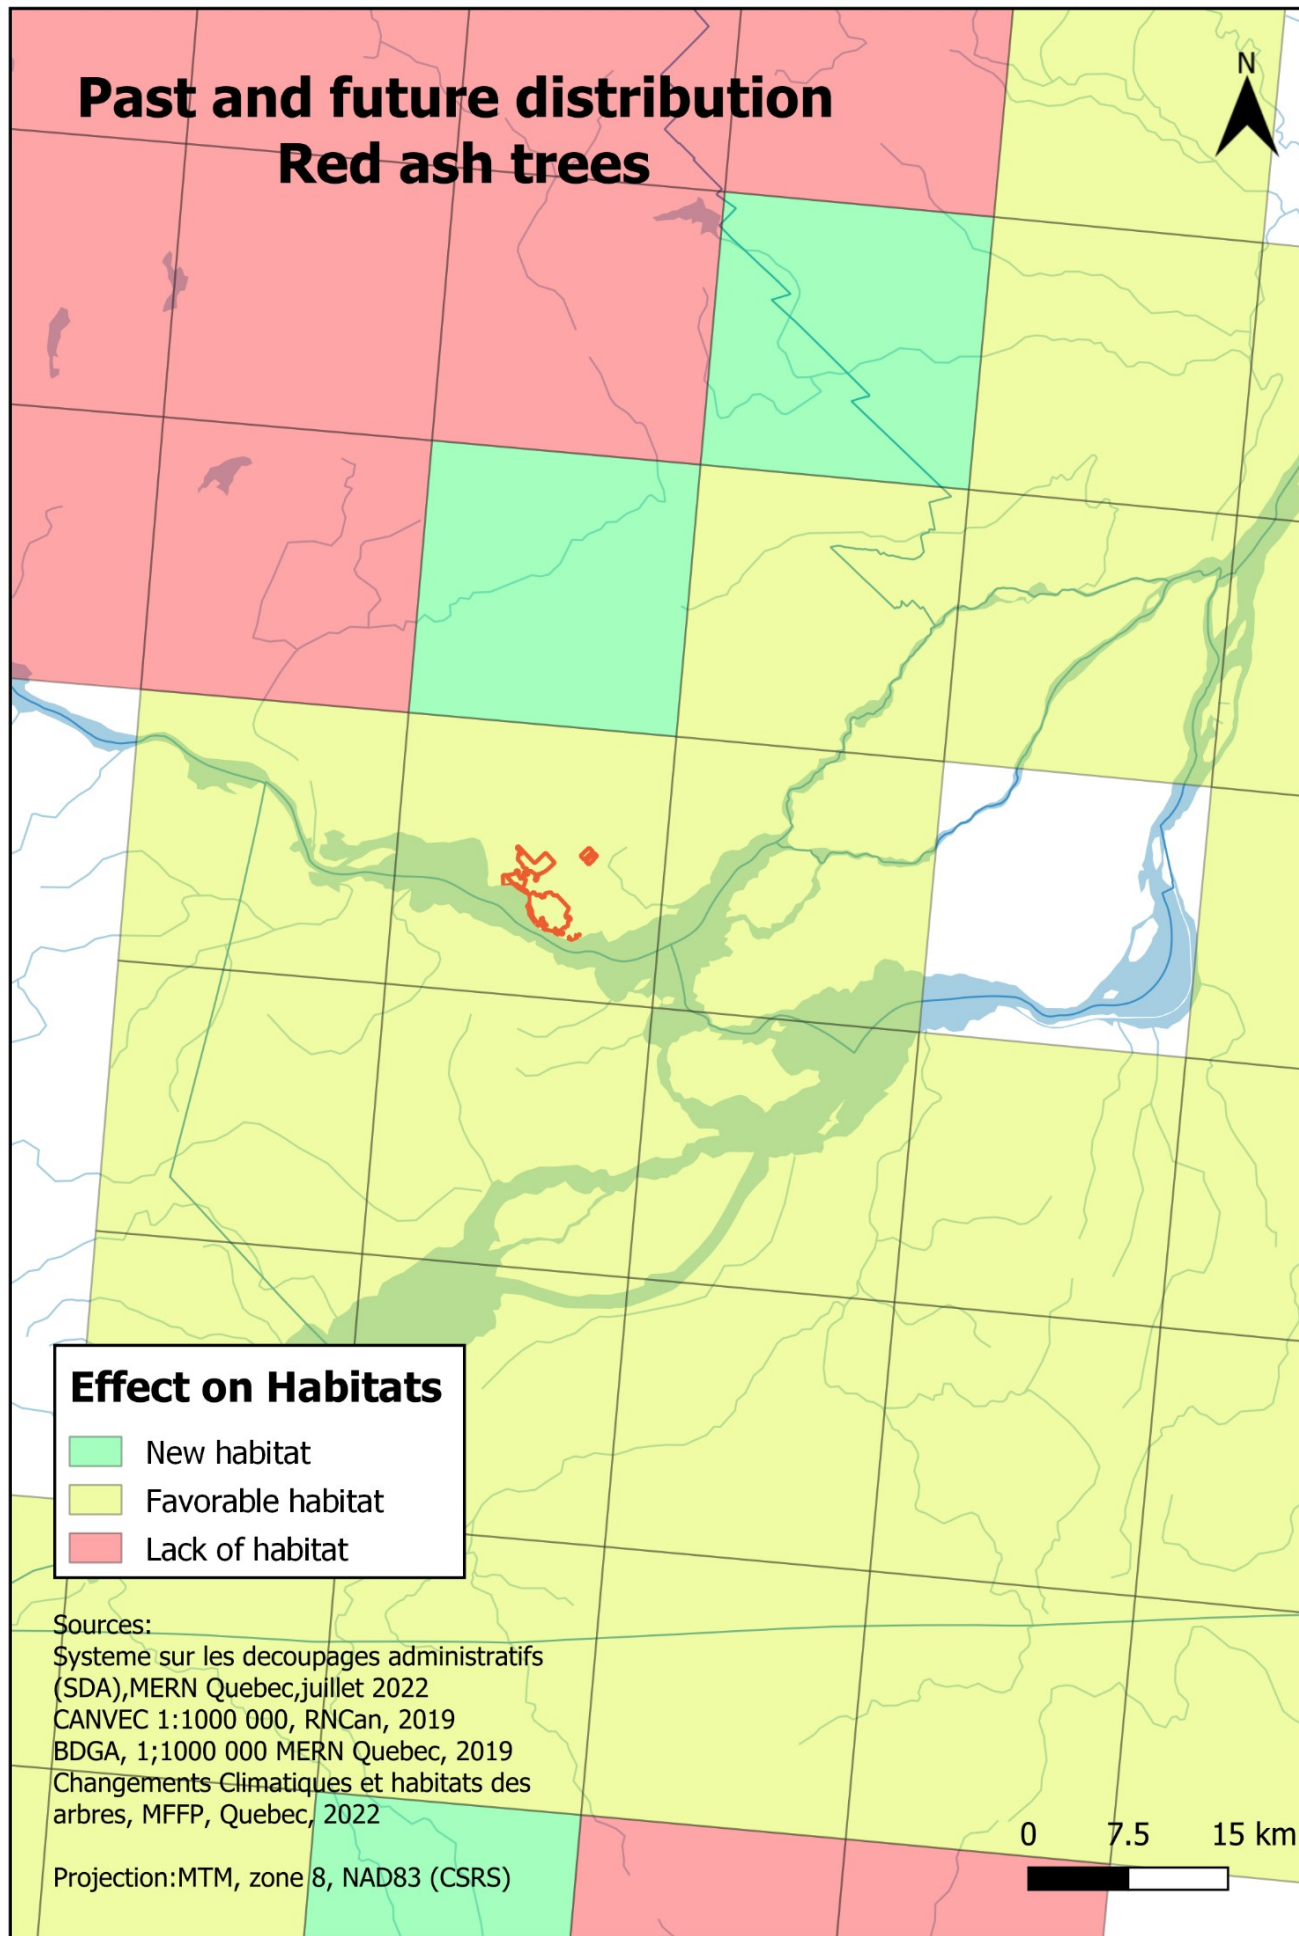 Past and future distribution
Red ash trees
N
Effect on Habitats
New habitat
Favorable habitat
Lack of habitat
Sources:
Systeme sur les decoupages administratifs
(SDA),MERN Quebec,juillet 2022
CANVEC 1:1000 000, RNCan, 2019
BDGA, 1;1000 000 MERN Quebec, 2019
Changements Climatiques et habitats des
arbres, MFFP, Quebec, 2022
Projection:MTM, zone 8, NAD83 (CSRS)
0 7.5 15 km